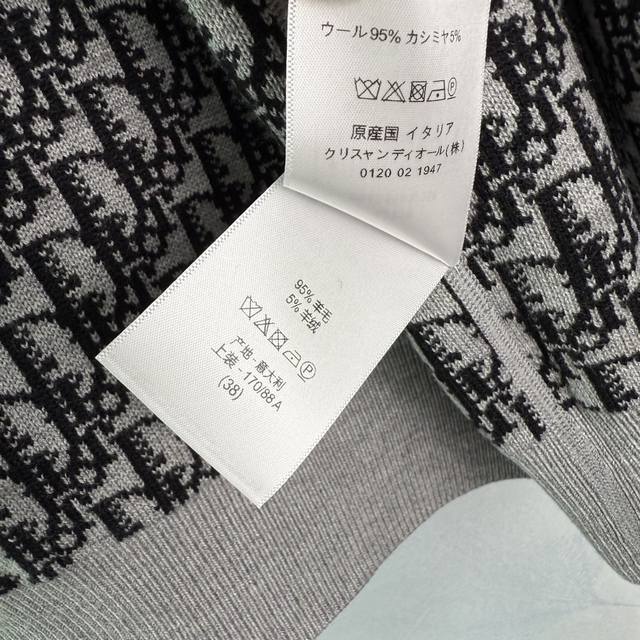 ウール95% カシミヤ5%
原産国 イタリア
クリスャンディオール(株)
0120 02 1947
95% 羊毛
5% 羊绒
产地 - 意大利
上装 - 170/88A
(38)